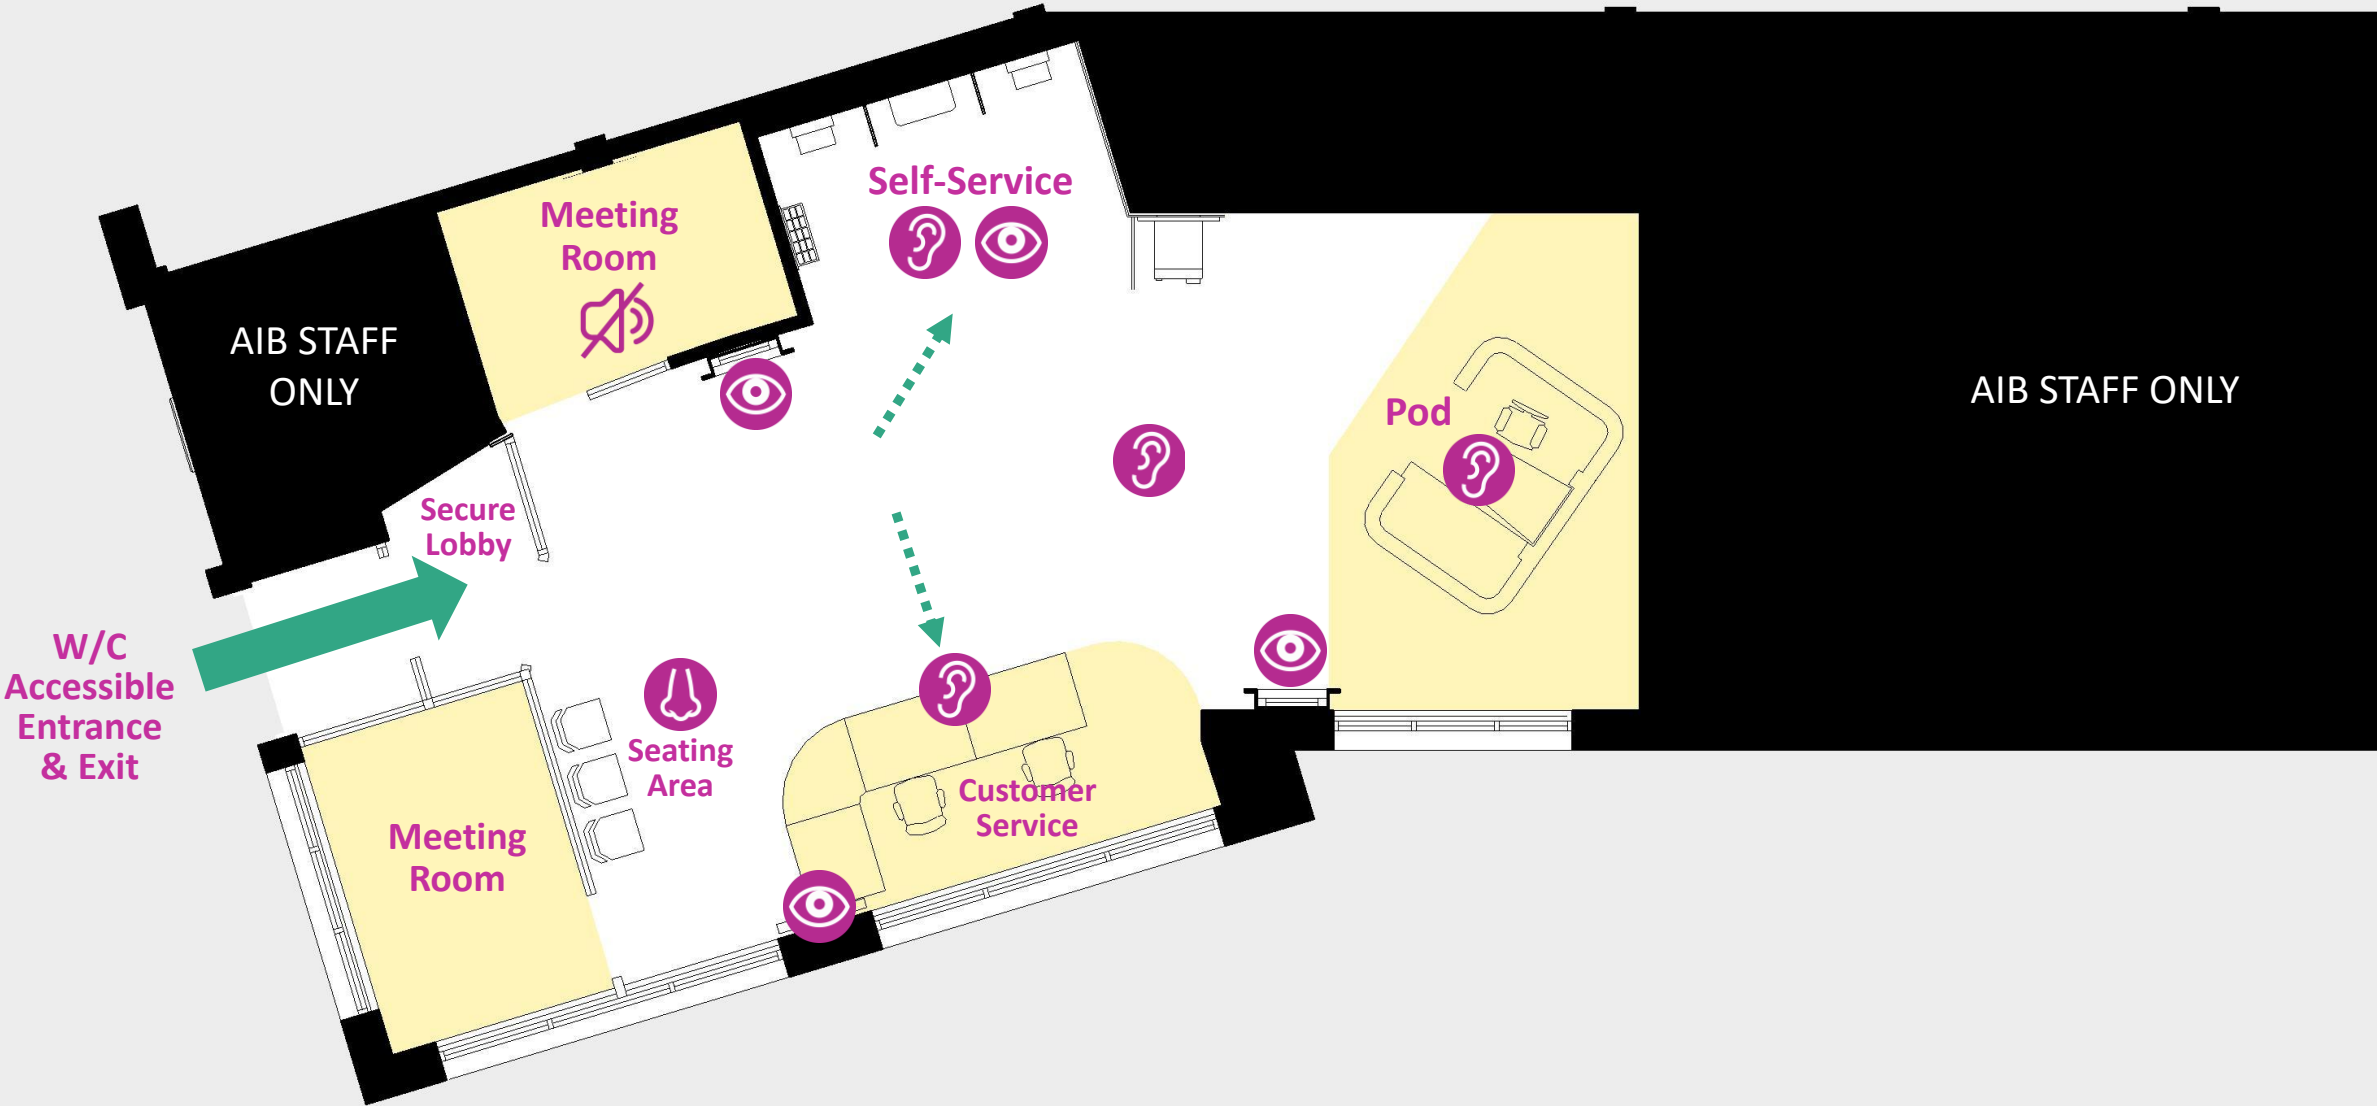 Self-Service
Meeting
Room
AIB STAFF
ONLY
Pod
AIB STAFF ONLY
Secure
Lobby
W/C
Accessible
Entrance
& Exit
Seating
Area
Customer
Service
Meeting
Room